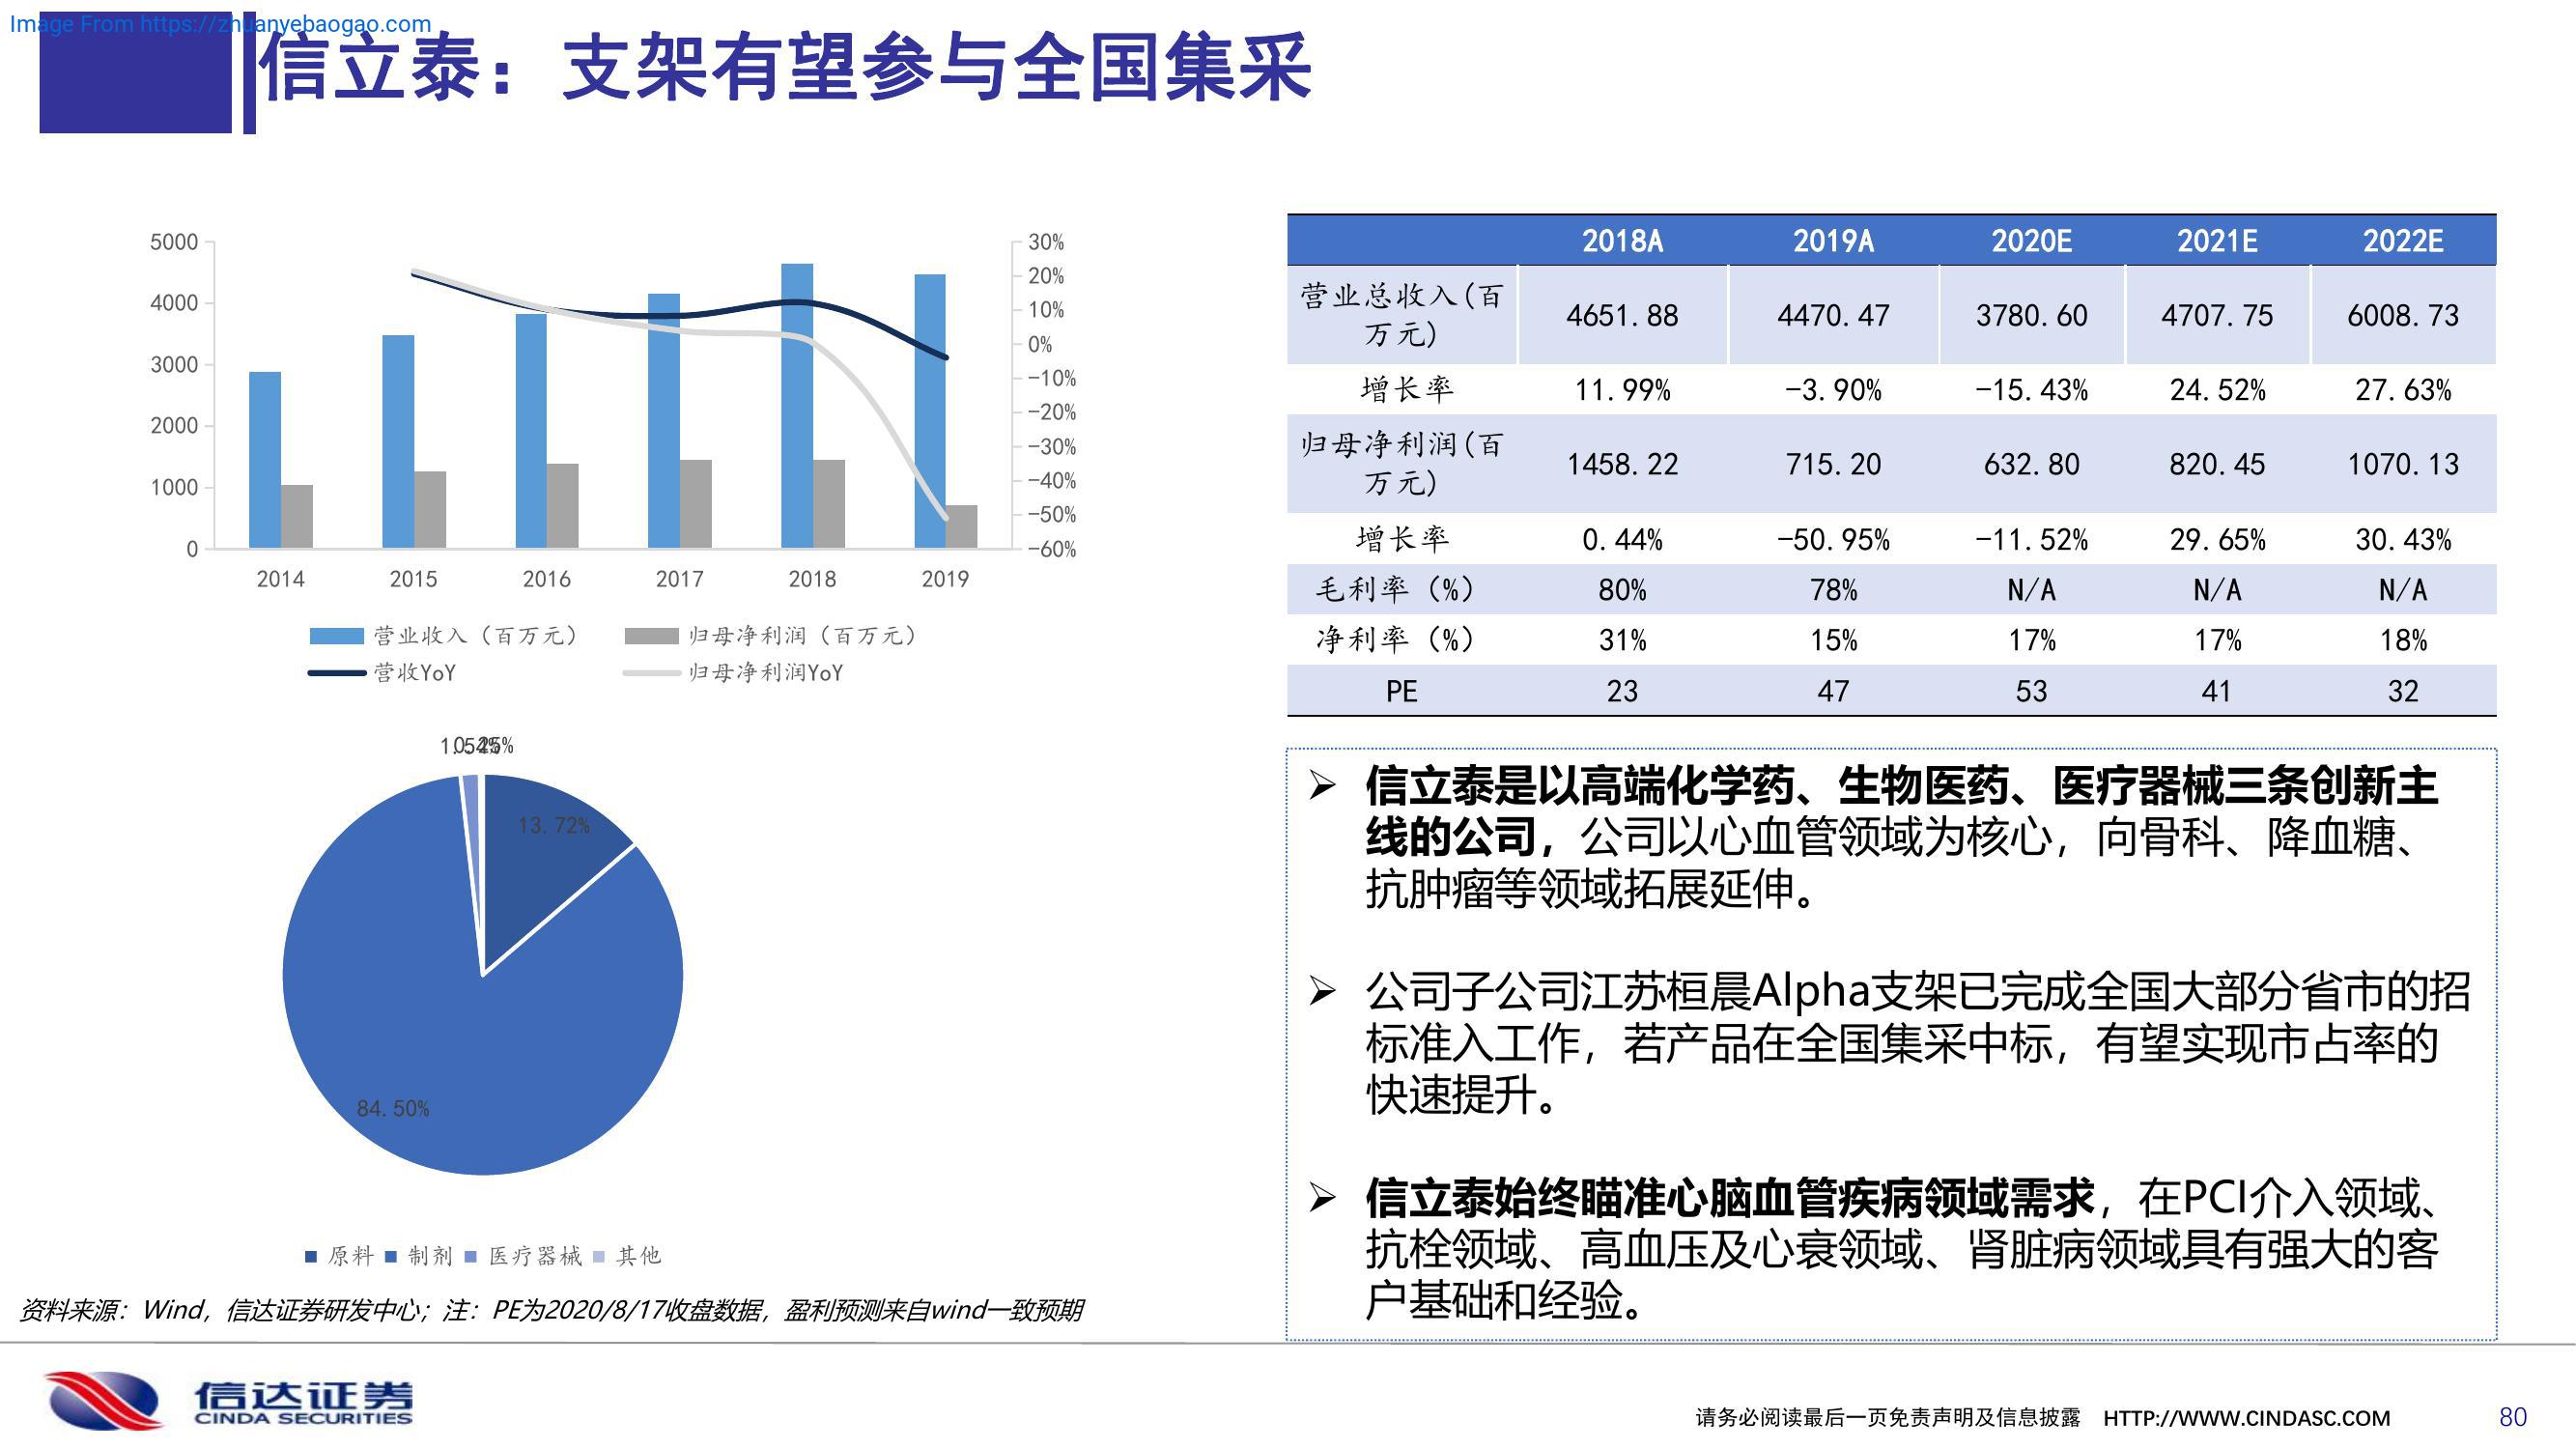 Image From https://zhuanyebaogao.com
信立泰：支架有望参与全国集采
5000
4000
3000
2000
1000
0
30%
20%
10%
0%
-10%
-20%
-30%
-40%
-50%
-60%
2014 2015 2016 2017 2018 2019
营业收入（百万元） 归母净利润（百万元）
营收YoY 归母净利润YoY
13.72%
84.50%
原料 制剂 医疗器械 其他
资料来源：Wind，信达证券研发中心；注：PE为2020/8/17收盘数据，盈利预测来自wind一致预期
2018A 2019A 2020E 2021E 2022E
营业总收入(百
万元) 4651.88 4470.47 3780.60 4707.75 6008.73
增长率 11.99% -3.90% -15.43% 24.52% 27.63%
归母净利润(百
万元) 1458.22 715.20 632.80 820.45 1070.13
增长率 0.44% -50.95% -11.52% 29.65% 30.43%
毛利率（%） 80% 78% N/A N/A N/A
净利率（%） 31% 15% 17% 17% 18%
PE 23 47 53 41 32
➢ 信立泰是以高端化学药、生物医药、医疗器械三条创新主
线的公司，公司以心血管领域为核心，向骨科、降血糖、
抗肿瘤等领域拓展延伸。
➢ 公司子公司江苏桓晨Alpha支架已完成全国大部分省市的招
标准入工作，若产品在全国集采中标，有望实现市占率的
快速提升。
➢ 信立泰始终瞄准心脑血管疾病领域需求，在PCI介入领域、
抗栓领域、高血压及心衰领域、肾脏病领域具有强大的客
户基础和经验。
信达证券
CINDA SECURITIES
请务必阅读最后一页免责声明及信息披露 HTTP://WWW.CINDASC.COM 80